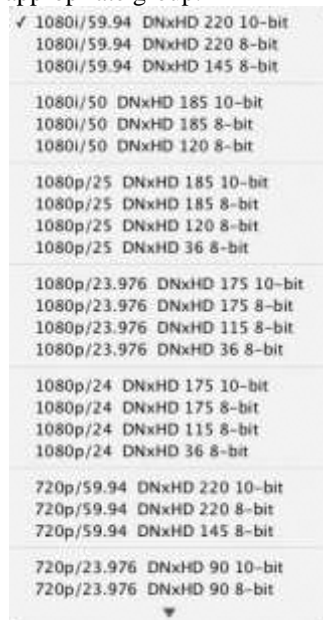 ✓ 1080i/59.94 DNxHD 220 10-bit
1080i/59.94 DNxHD 220 8-bit
1080i/59.94 DNxHD 145 8-bit
1080i/50 DNxHD 185 10-bit
1080i/50 DNxHD 185 8-bit
1080i/50 DNxHD 120 8-bit
1080p/25 DNxHD 185 10-bit
1080p/25 DNxHD 185 8-bit
1080p/25 DNxHD 120 8-bit
1080p/25 DNxHD 36 8-bit
1080p/23.976 DNxHD 175 10-bit
1080p/23.976 DNxHD 175 8-bit
1080p/23.976 DNxHD 115 8-bit
1080p/23.976 DNxHD 36 8-bit
1080p/24 DNxHD 175 10-bit
1080p/24 DNxHD 175 8-bit
1080p/24 DNxHD 115 8-bit
1080p/24 DNxHD 36 8-bit
720p/59.94 DNxHD 220 10-bit
720p/59.94 DNxHD 220 8-bit
720p/59.94 DNxHD 145 8-bit
720p/23.976 DNxHD 90 10-bit
720p/23.976 DNxHD 90 8-bit